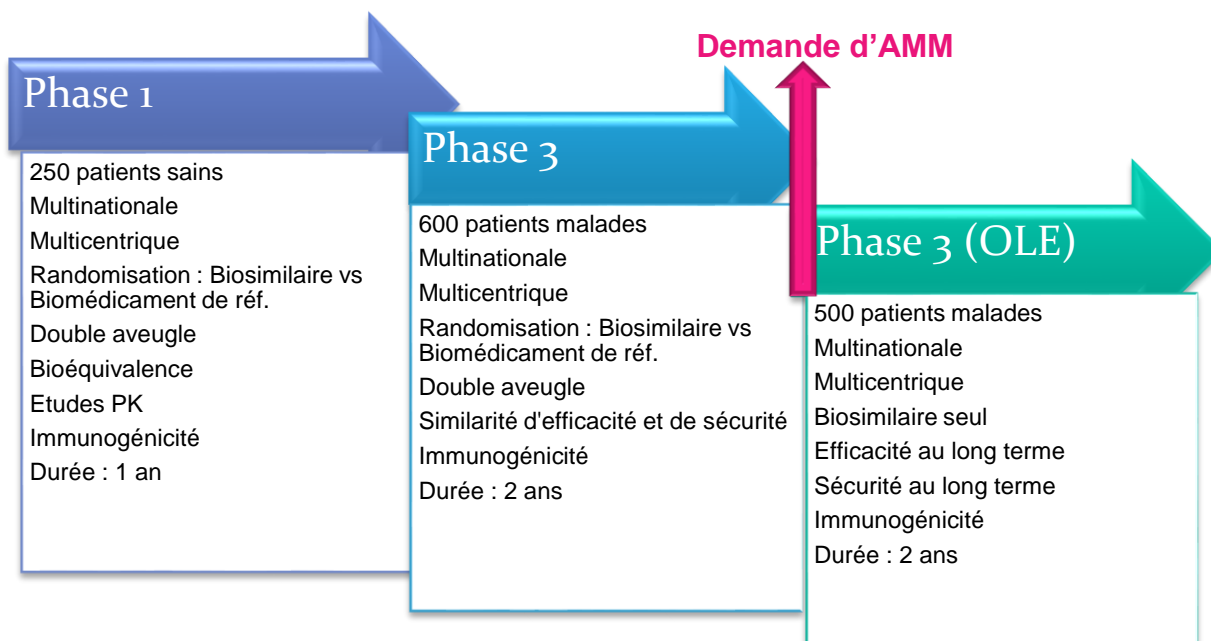 Demande d’AMM
Phase 1
250 patients sains
Multinationale
Multicentrique
Randomisation : Biosimilaire vs
Biomédicament de réf.
Double aveugle
Bioéquivalence
Etudes PK
Immunogénicité
Durée : 1 an
Phase 3
600 patients malades
Multinationale
Multicentrique
Randomisation : Biosimilaire vs
Biomédicament de réf.
Double aveugle
Similarité d'efficacité et de sécurité
Immunogénicité
Durée : 2 ans
Phase 3 (OLE)
500 patients malades
Multinationale
Multicentrique
Biosimilaire seul
Efficacité au long terme
Sécurité au long terme
Immunogénicité
Durée : 2 ans